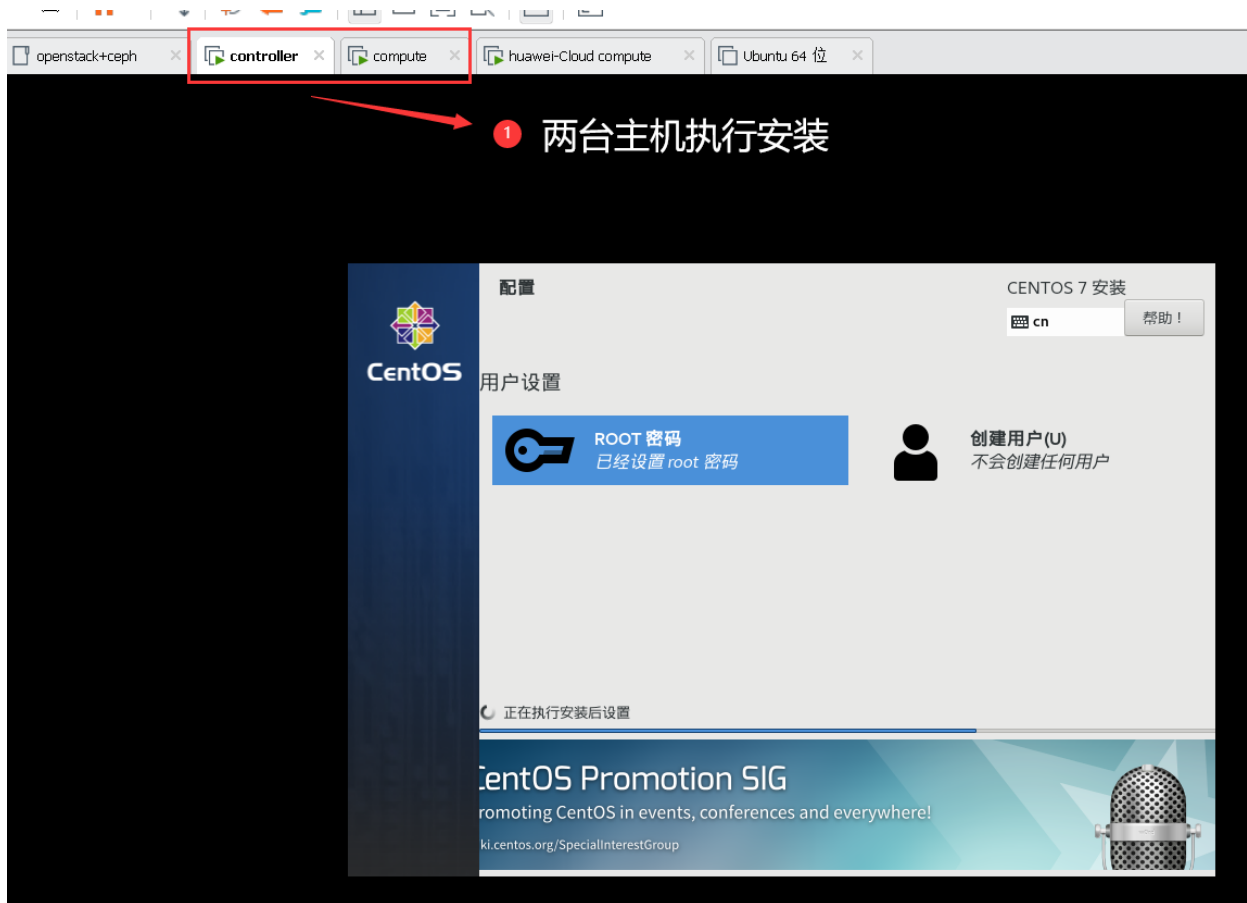 openstack+ceph controller compute huawei-Cloud compute Ubuntu 64 位
1 两台主机执行安装
配置 CENTOS 7 安装
cn 帮助！
CentOS
用户设置
ROOT 密码 创建用户(U)
已经设置 root 密码 不会创建任何用户
正在执行安装后设置
CentOS Promotion SIG
romoting CentOS in events, conferences and everywhere!
ki.centos.org/SpecialInterestGroup